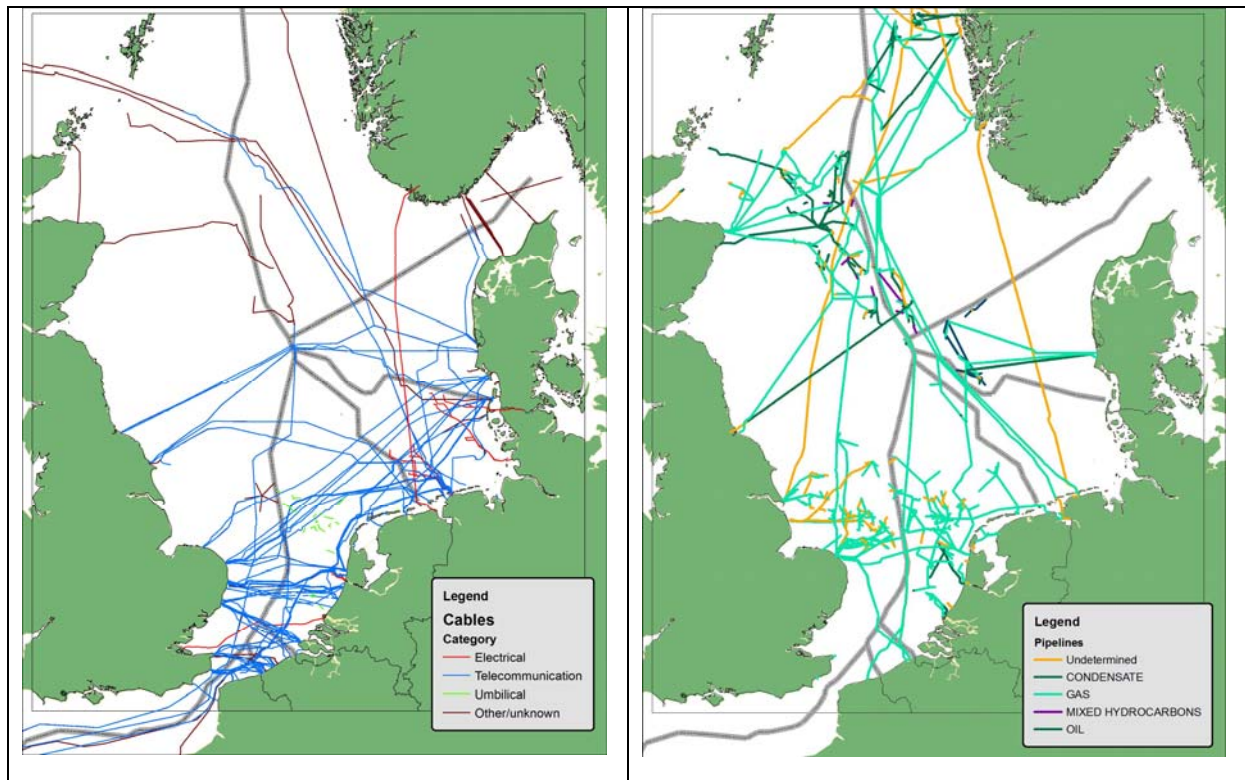 Legend
Cables
Category
Electrical
Telecommunication
Umbilical
Other/unknown
Legend
Pipelines
Undetermined
CONDENSATE
GAS
MIXED HYDROCARBONS
OIL